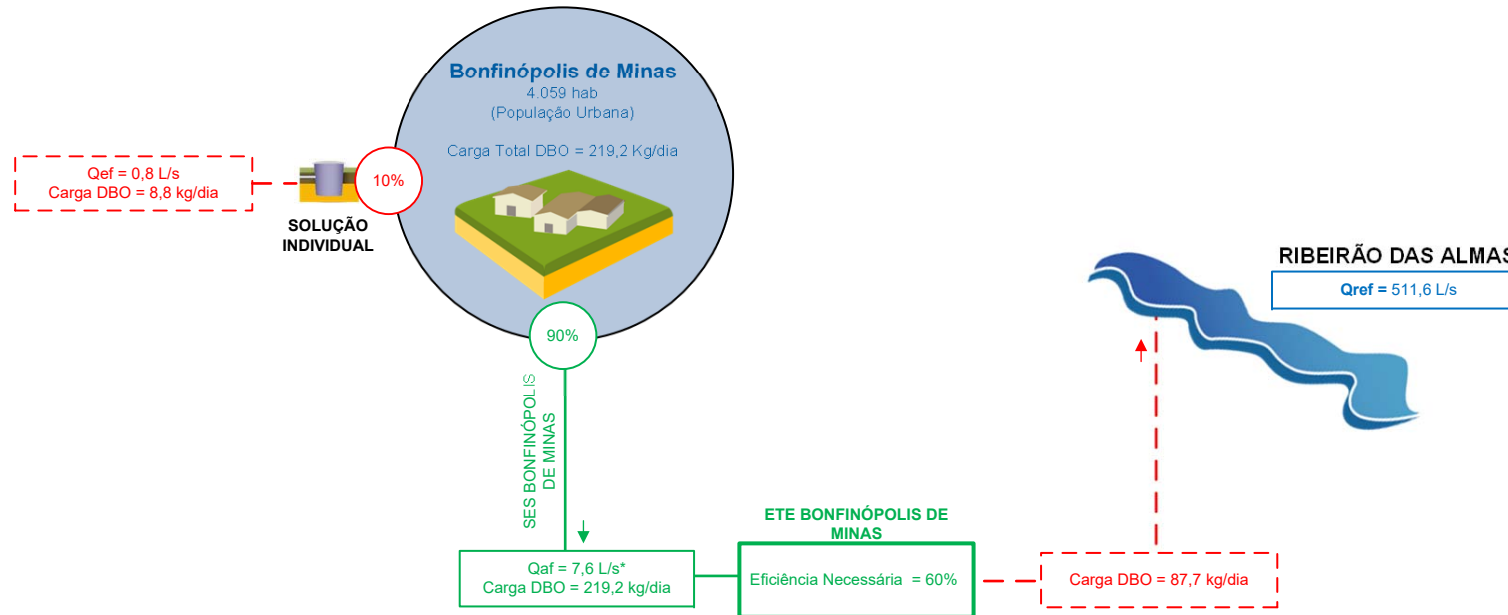 Bonfinópolis de Minas
4.059 hab
(População Urbana)
Carga Total DBO = 219,2 Kg/dia
Qef = 0,8 L/s
Carga DBO = 8,8 kg/dia
10%
SOLUÇÃO
INDIVIDUAL
90%
SES BONFINÓPOLIS
DE MINAS
Qaf = 7,6 L/s*
Carga DBO = 219,2 kg/dia
ETE BONFINÓPOLIS DE
MINAS
Eficiência Necessária = 60%
Carga DBO = 87,7 kg/dia
RIBEIRÃO DAS ALMAS
Qref = 511,6 L/s